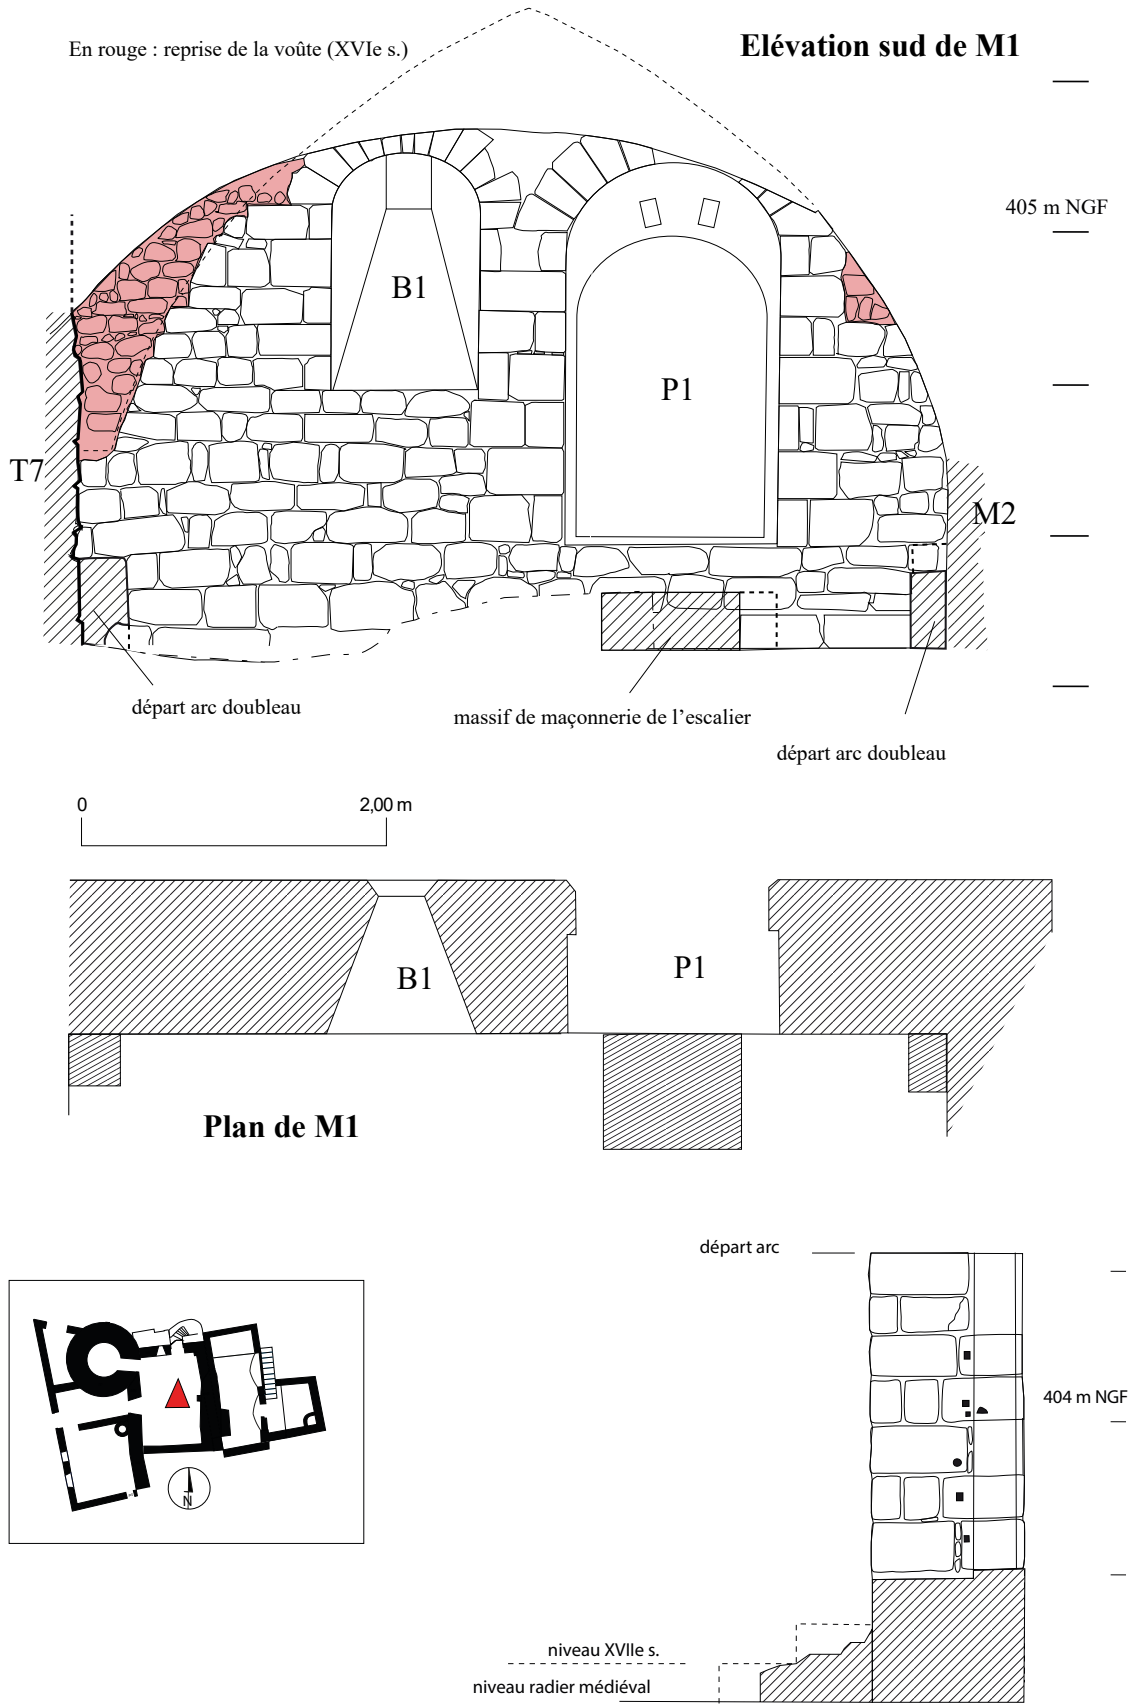 En rouge : reprise de la voûte (XVIe s.)
Elévation sud de M1
405 m NGF
B1
P1
T7
M2
départ arc doubleau
massif de maçonnerie de l’escalier
départ arc doubleau
0
2,00 m
B1
P1
Plan de M1
départ arc
404 m NGF
N
niveau XVIIe s.
niveau radier médiéval